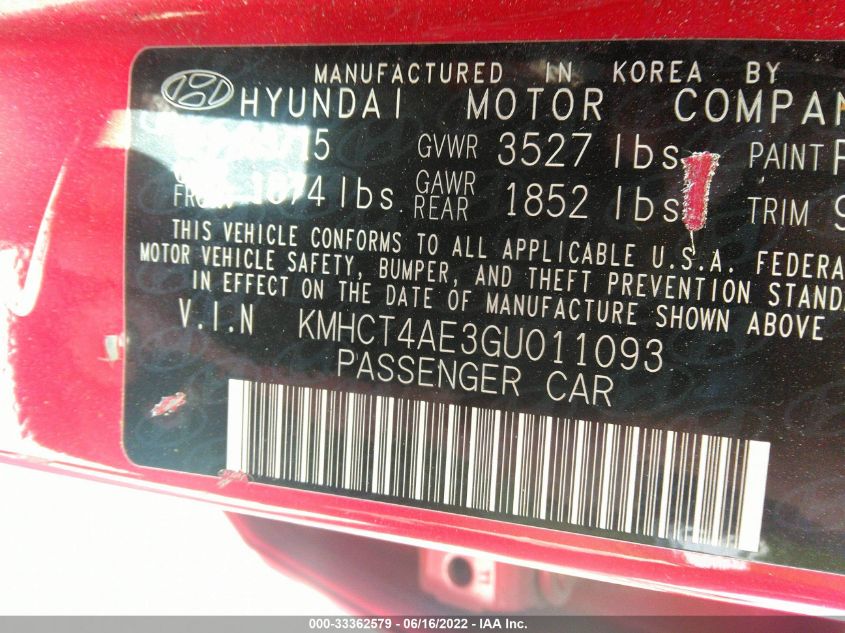 MANUFACTURED IN KOREA BY
HYUNDAI MOTOR COMPAN
15 GVWR 3527 lbs PAINT
1874 lbs GAWR REAR 1852 lbs TRIM
THIS VEHICLE CONFORMS TO ALL APPLICABLE U.S.A. FEDERA
MOTOR VEHICLE SAFETY, BUMPER, AND THEFT PREVENTION STAND
IN EFFECT ON THE DATE OF MANUFACTURE SHOWN ABOVE
V.I.N KMHCT4AE3GU011093
PASSENGER CAR
000-33362579 - 06/16/2022 - IAA Inc.